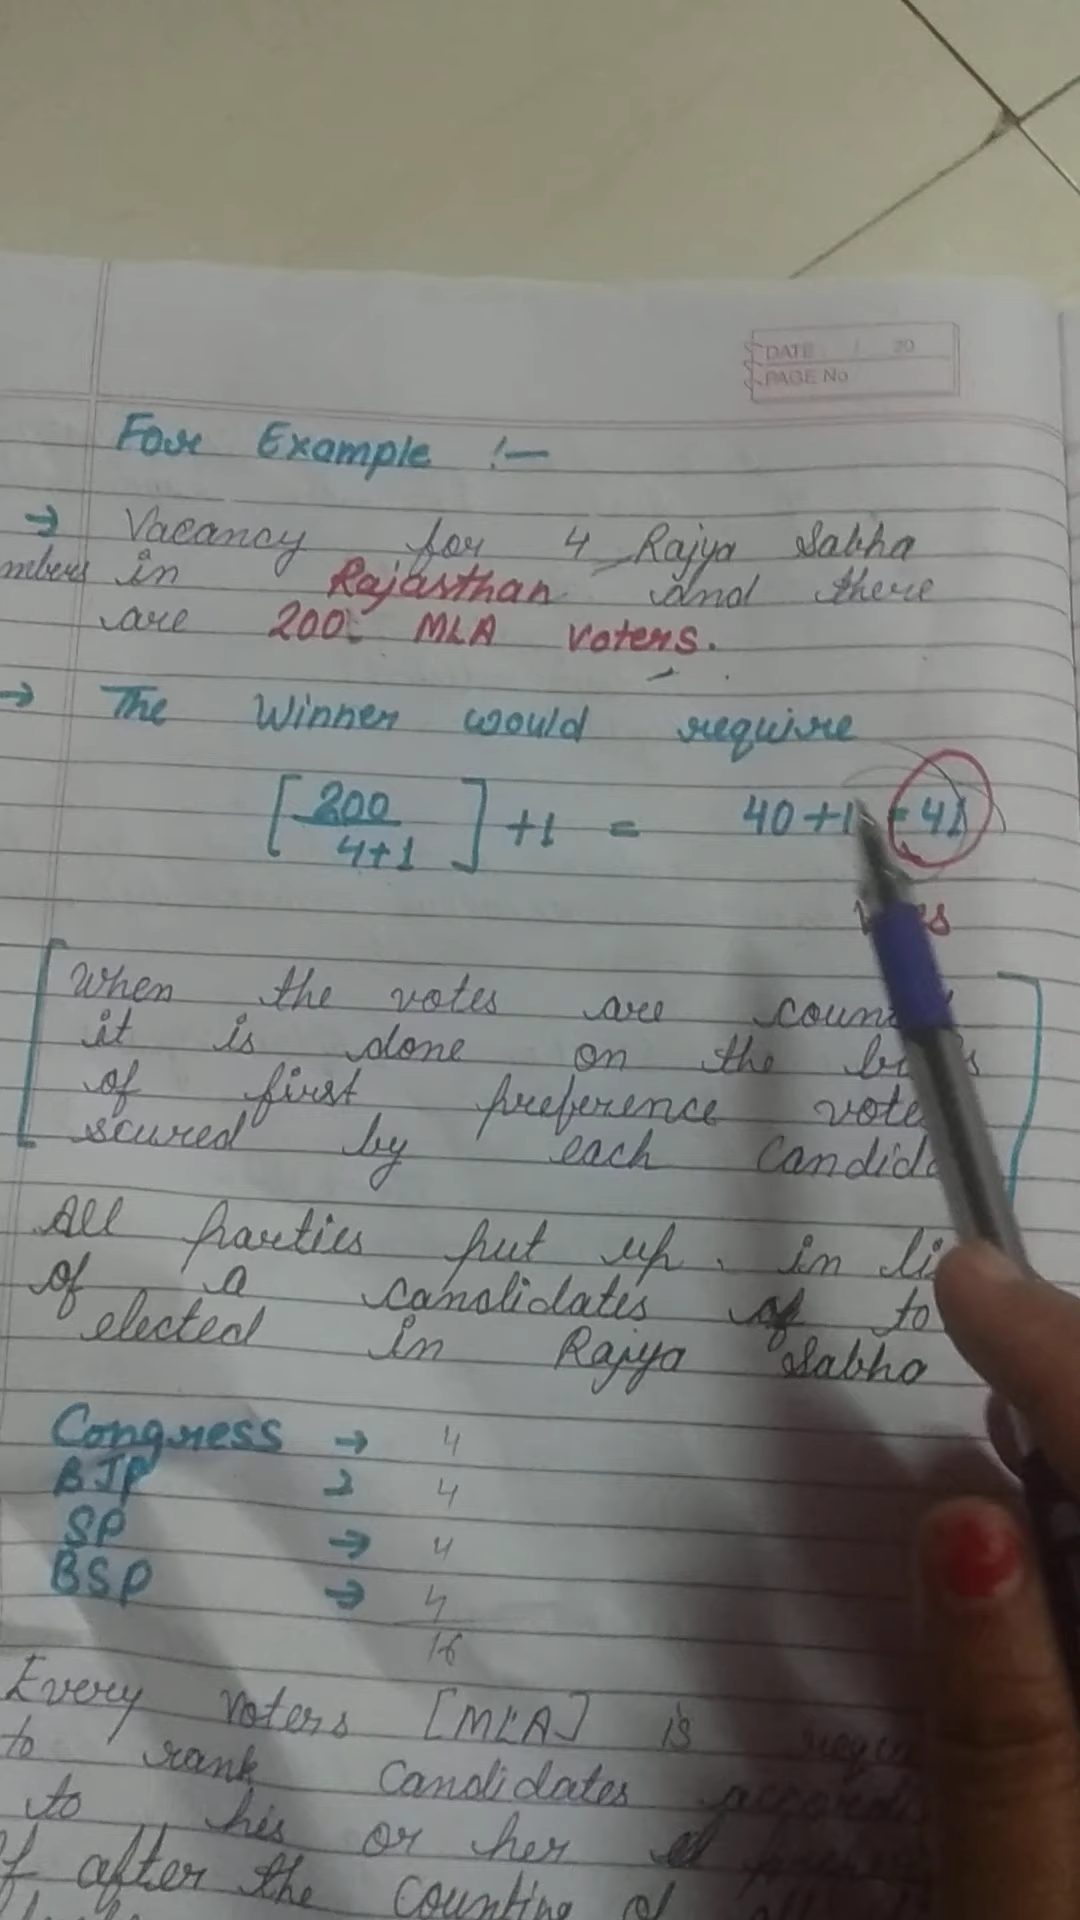 DATE / 20
PAGE No
For Example :-
→ Vacancy for 4 Rajya Sabha
in Rajasthan and there
are 200 MLA voters.
→ The Winner would require
[200/4+1] +1 = 40+1 = 41
When the votes are
it is done on the
of first preference
scured by each
All parties put up in
of a candidates of to
elected in Rajya Sabha
Congress → 4
BJP → 4
SP → 4
BSP → 4
16
Every voters [MLA] is
to rank candidates
to his or her
If after the counting of